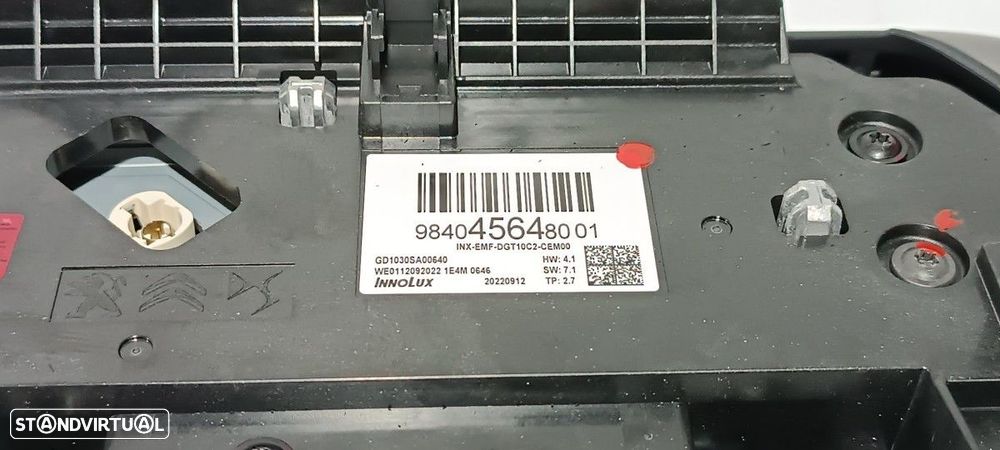 9840456480 01
INX-EMF-DGT10C2-CEM00
GD1030SA00640
HW: 4.1
WE0112092022 1E4M 0646
SW: 7.1
INNOLUX
20220912
TP: 2.7
STANDVIRTUAL